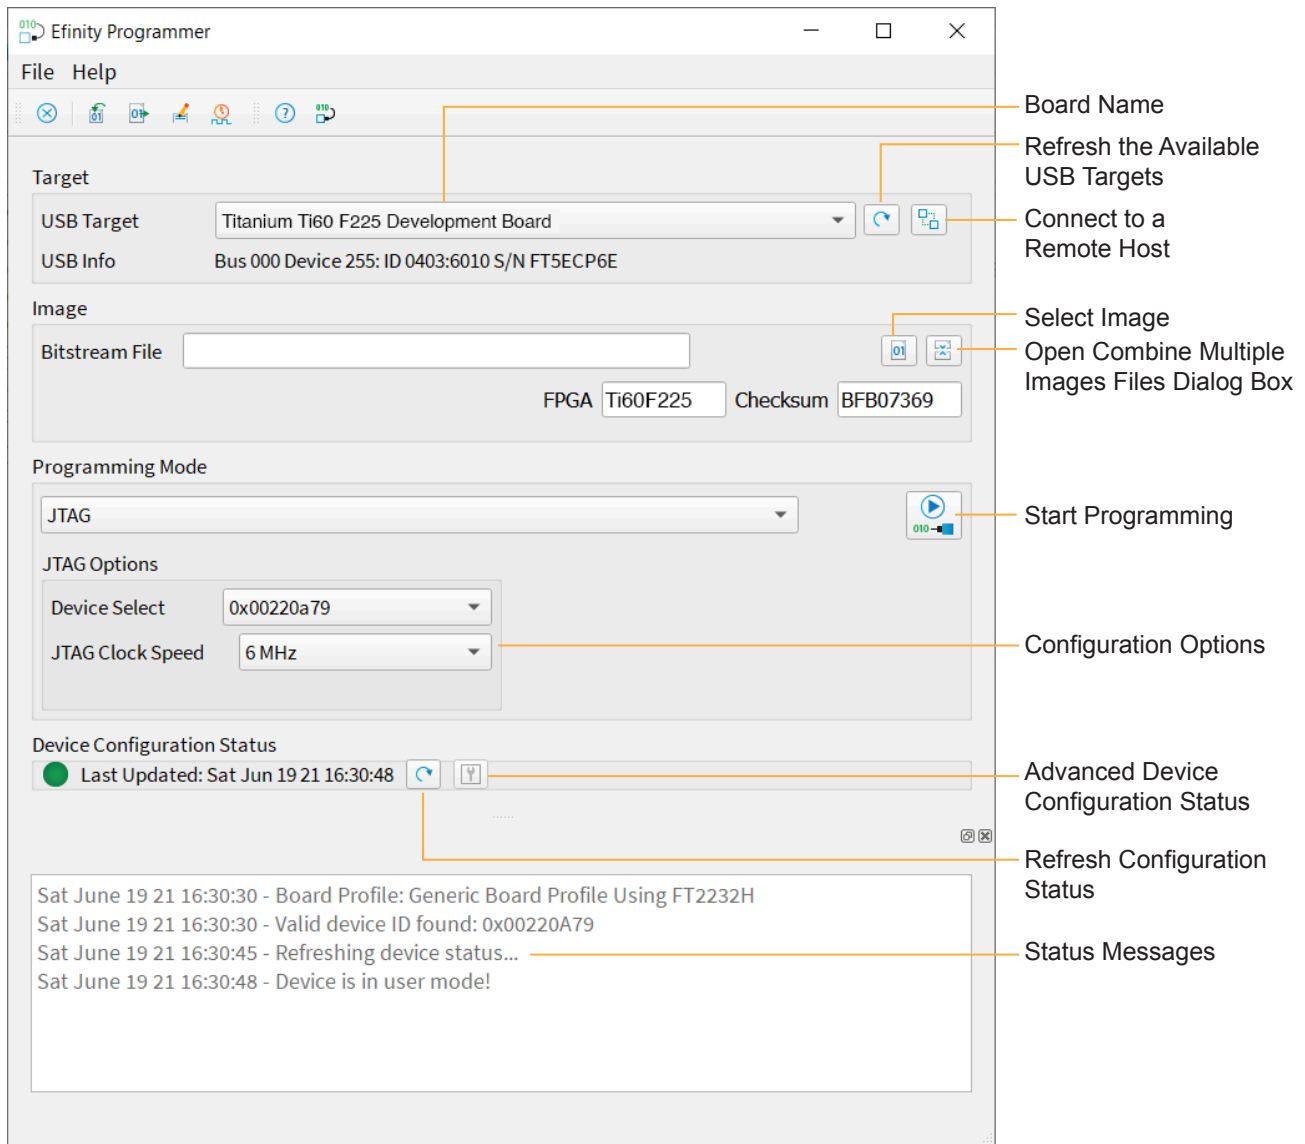 Efinity Programmer
File Help
Board Name
Refresh the Available
USB Targets
Target
USB Target Titanium Ti60 F225 Development Board
Connect to a
Remote Host
USB Info Bus 000 Device 255: ID 0403:6010 S/N FT5ECP6E
Image
Select Image
Bitstream File
Open Combine Multiple
Images Files Dialog Box
FPGA Ti60F225 Checksum BFB07369
Programming Mode
JTAG
Start Programming
JTAG Options
Device Select 0x00220a79
JTAG Clock Speed 6 MHz
Configuration Options
Device Configuration Status
Last Updated: Sat Jun 19 21 16:30:48
Advanced Device
Configuration Status
Refresh Configuration
Status
Sat June 19 21 16:30:30 - Board Profile: Generic Board Profile Using FT2232H
Sat June 19 21 16:30:30 - Valid device ID found: 0x00220A79
Sat June 19 21 16:30:45 - Refreshing device status...
Status Messages
Sat June 19 21 16:30:48 - Device is in user mode!